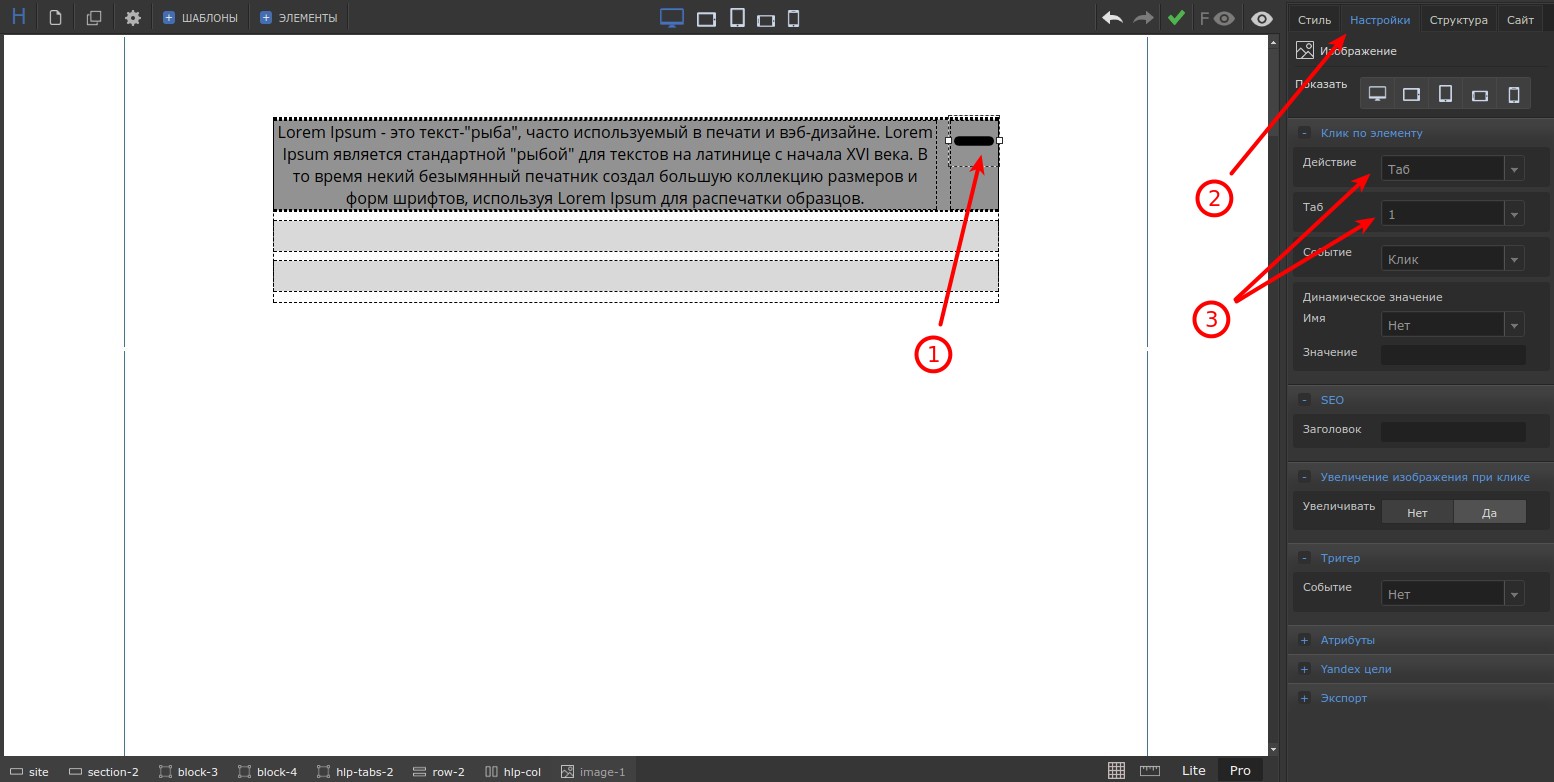 H
ШАБЛОНЫ
ЭЛЕМЕНТЫ
F
Стиль Настройки Структура Сайт
Изображение
Показать
Lorem Ipsum - это текст-"рыба", часто используемый в печати и вэб-дизайне. Lorem
Ipsum является стандартной "рыбой" для текстов на латинице с начала XVI века. В
то время некий безымянный печатник создал большую коллекцию размеров и
форм шрифтов, используя Lorem Ipsum для распечатки образцов.
1
2
3
Клик по элементу
Действие Таб
Таб 1
Событие Клик
Динамическое значение
Имя Нет
Значение
SEO
Заголовок
Увеличение изображения при клике
Увеличивать Нет Да
Тригер
Событие Нет
Атрибуты
Yandex цели
Экспорт
site section-2 block-3 block-4 hlp-tabs-2 row-2 hlp-col image-1 Lite Pro